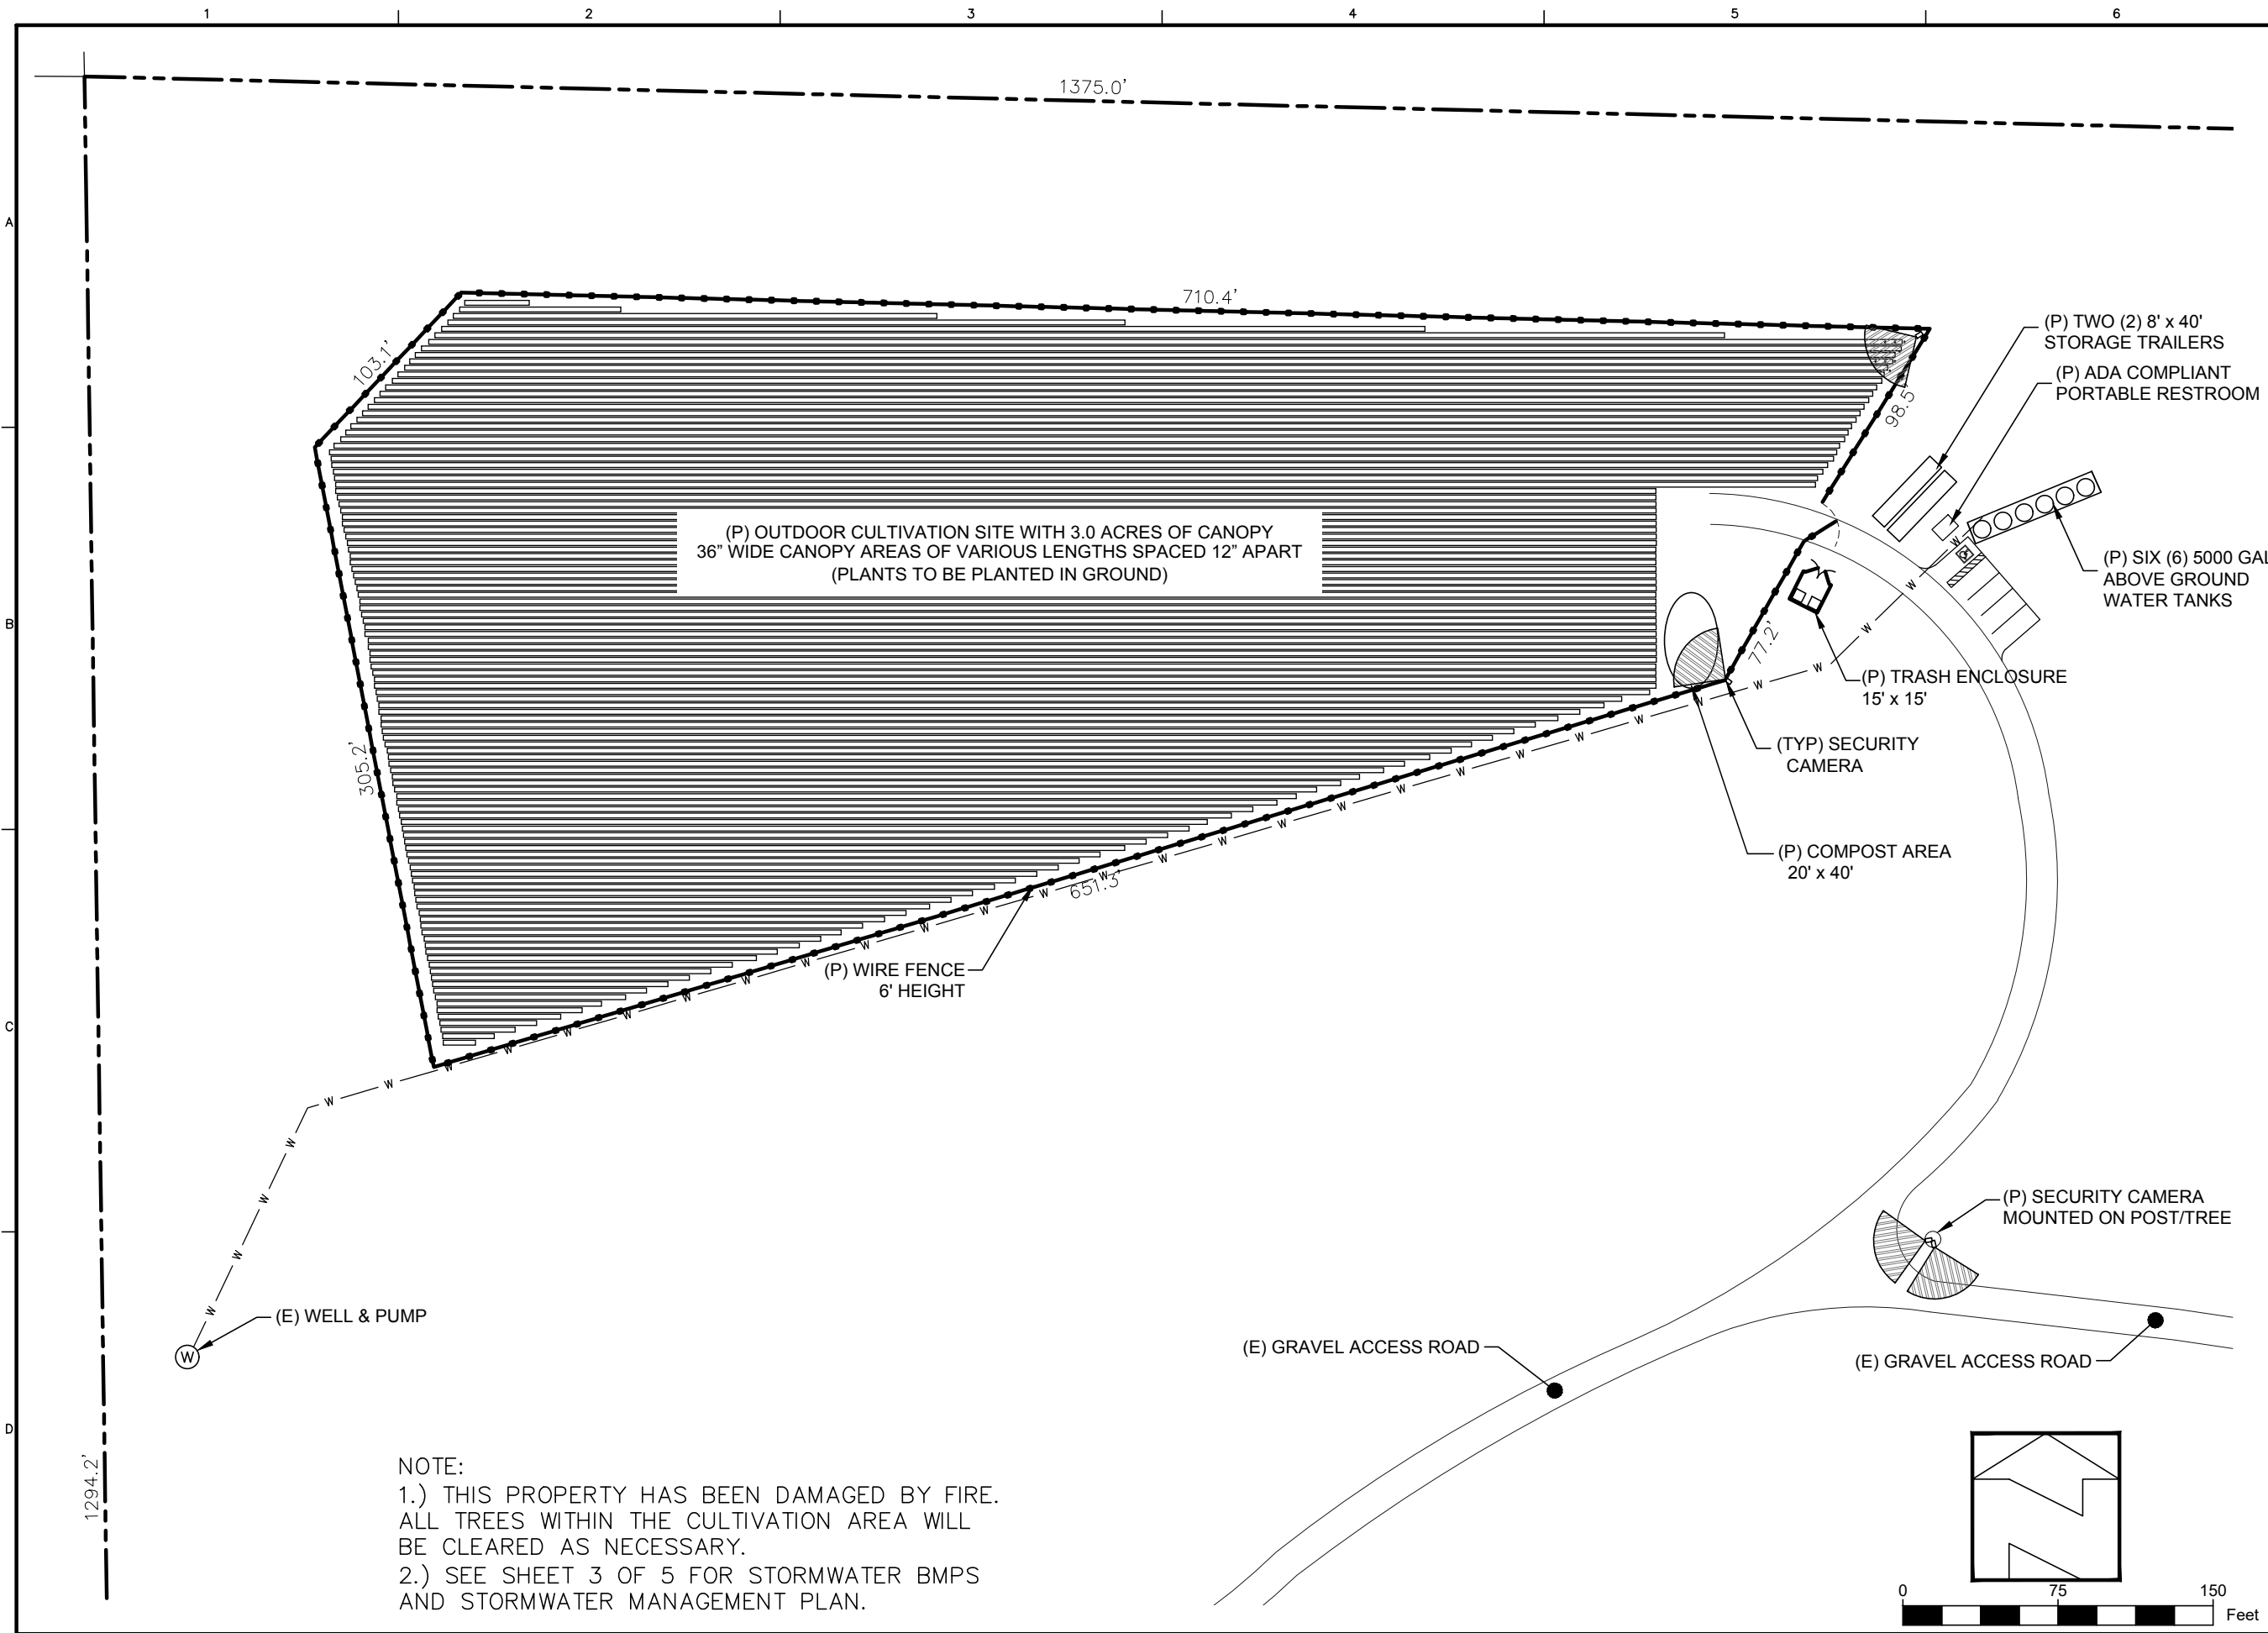 1 2 3 4 5 6
A
B
C
D
1375.0’
1294.2’
710.4’
103.1’
98.5’
305.2’
77.2’
651.3’
(P) OUTDOOR CULTIVATION SITE WITH 3.0 ACRES OF CANOPY
36” WIDE CANOPY AREAS OF VARIOUS LENGTHS SPACED 12” APART
(PLANTS TO BE PLANTED IN GROUND)
(P) TWO (2) 8' x 40'
STORAGE TRAILERS
(P) ADA COMPLIANT
PORTABLE RESTROOM
(P) SIX (6) 5000 GAL
ABOVE GROUND
WATER TANKS
(P) TRASH ENCLOSURE
15' x 15'
(TYP) SECURITY
CAMERA
(P) COMPOST AREA
20' x 40'
(P) WIRE FENCE
6' HEIGHT
(P) SECURITY CAMERA
MOUNTED ON POST/TREE
(E) WELL & PUMP
W
(E) GRAVEL ACCESS ROAD
(E) GRAVEL ACCESS ROAD
NOTE:
1.) THIS PROPERTY HAS BEEN DAMAGED BY FIRE.
ALL TREES WITHIN THE CULTIVATION AREA WILL
BE CLEARED AS NECESSARY.
2.) SEE SHEET 3 OF 5 FOR STORMWATER BMPS
AND STORMWATER MANAGEMENT PLAN.
0 75 150
Feet